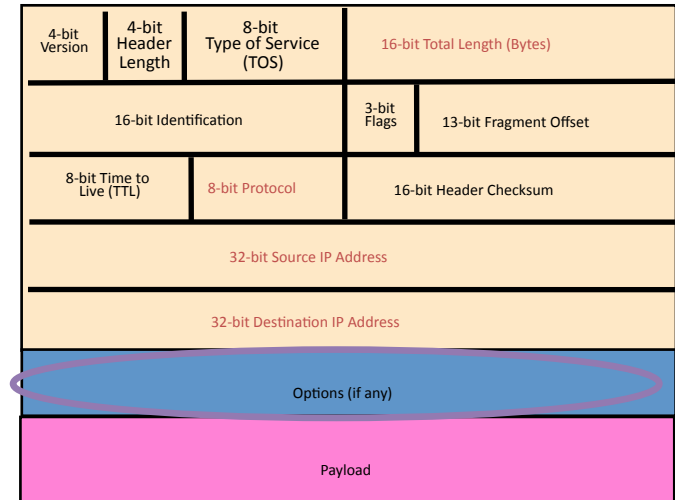 4-bit
Version
4-bit
Header
Length
8-bit
Type of Service
(TOS)
16-bit Total Length (Bytes)
16-bit Identification
3-bit
Flags
13-bit Fragment Offset
8-bit Time to
Live (TTL)
8-bit Protocol
16-bit Header Checksum
32-bit Source IP Address
32-bit Destination IP Address
Options (if any)
Payload